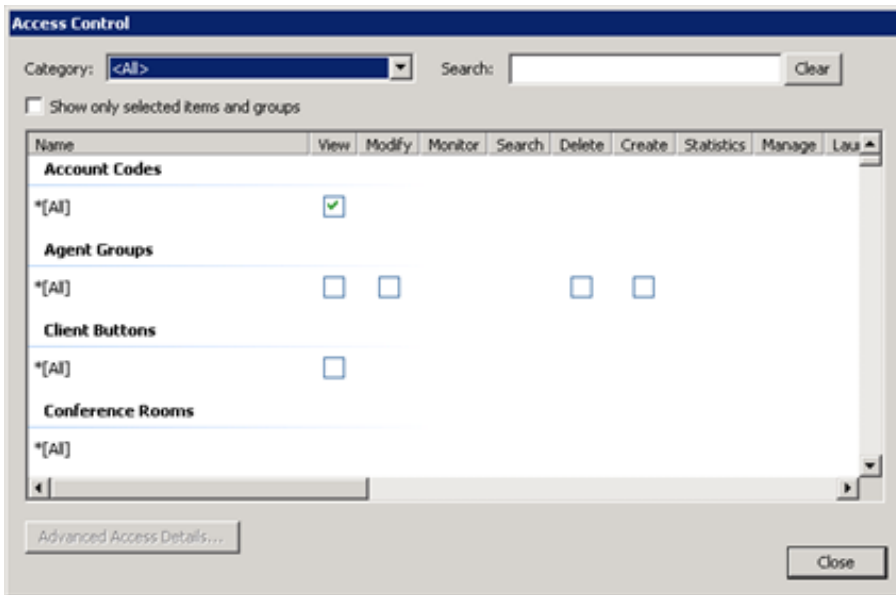 Access Control
Category: <All> Search: Clear
Show only selected items and groups
Name View Modify Monitor Search Delete Create Statistics Manage Lau
Account Codes
*[All]
Agent Groups
*[All]
Client Buttons
*[All]
Conference Rooms
*[All]
Advanced Access Details...
Close